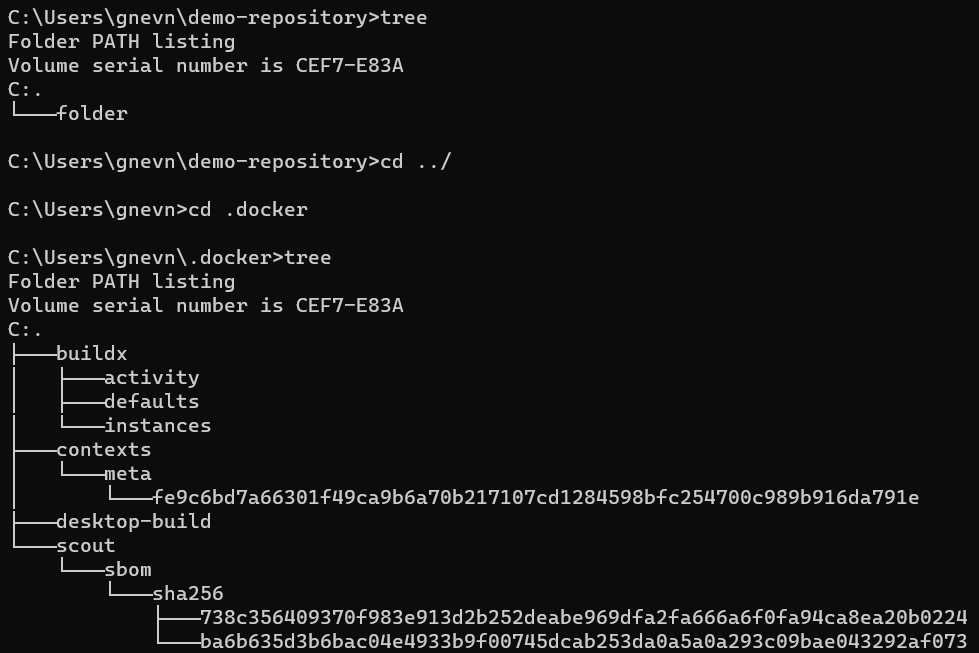 C:\Users\gnevn\demo-repository>tree
Folder PATH listing
Volume serial number is CEF7-E83A
C:.
└───folder
C:\Users\gnevn\demo-repository>cd ../
C:\Users\gnevn>cd .docker
C:\Users\gnevn\.docker>tree
Folder PATH listing
Volume serial number is CEF7-E83A
C:.
├───buildx
│   ├───activity
│   ├───defaults
│   └───instances
├───contexts
│   └───meta
│       └───fe9c6bd7a66301f49ca9b6a70b217107cd1284598bfc254700c989b916da791e
├───desktop-build
└───scout
    └───sbom
        └───sha256
            ├───738c356409370f983e913d2b252deabe969dfa2fa666a6f0fa94ca8ea20b0224
            └───ba6b635d3b6bac04e4933b9f00745dcab253da0a5a0a293c09bae043292af073